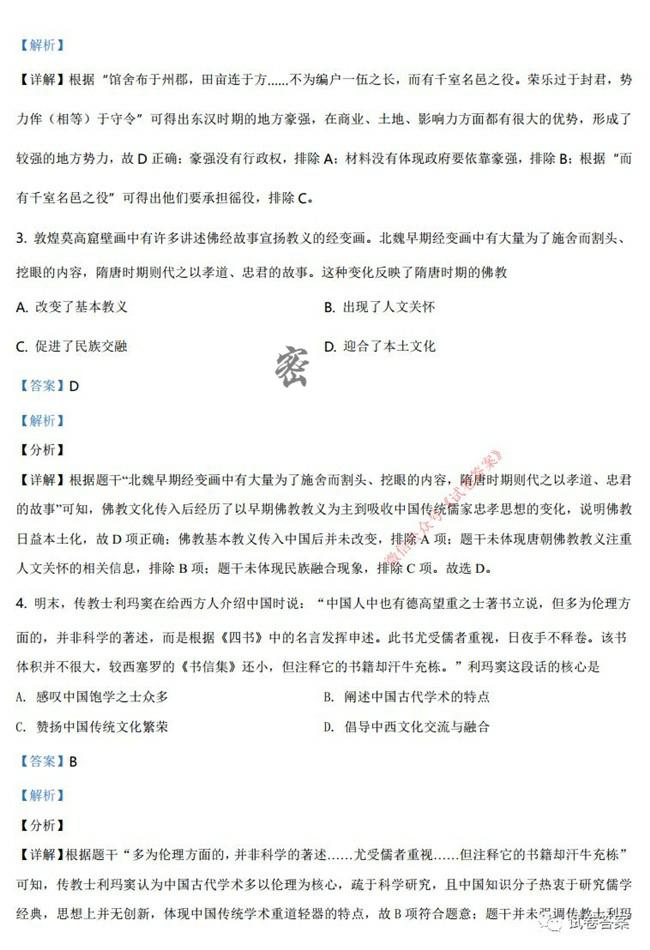 【解析】
【详解】根据“馆舍布于州郡，田亩连于方……不为编户一伍之长，而有千室名邑之役。荣乐过于封君，势
力侔（相等）于守令”可得出东汉时期的地方豪强，在商业、土地、影响力方面都有很大的优势，形成了
较强的地方势力，故 D 正确；豪强没有行政权，排除 A；材料没有体现政府要依靠豪强，排除 B；根据“而
有千室名邑之役”可得出他们要承担徭役，排除 C。
3. 敦煌莫高窟壁画中有许多讲述佛经故事宣扬教义的经变画。北魏早期经变画中有大量为了施舍而割头、
挖眼的内容，隋唐时期则代之以孝道、忠君的故事。这种变化反映了隋唐时期的佛教
A. 改变了基本教义 B. 出现了人文关怀
C. 促进了民族交融 D. 迎合了本土文化
密
【答案】D
【解析】
【分析】
【详解】根据题干“北魏早期经变画中有大量为了施舍而割头、挖眼的内容，隋唐时期则代之以孝道、忠君
的故事”可知，佛教文化传入后经历了以早期佛教教义为主到吸收中国传统儒家忠孝思想的变化，说明佛教
日益本土化，故 D 项正确；佛教基本教义传入中国后并未改变，排除 A 项；题干未体现唐朝佛教教义注重
人文关怀的相关信息，排除 B 项；题干未体现民族融合现象，排除 C 项。故选 D。
微信公众号《试卷答案》
4. 明末，传教士利玛窦在给西方人介绍中国时说：“中国人中也有德高望重之士著书立说，但多为伦理方
面的，并非科学的著述，而是根据《四书》中的名言发挥申述。此书尤受儒者重视，日夜手不释卷。该书
体积并不很大，较西塞罗的《书信集》还小，但注释它的书籍却汗牛充栋。”利玛窦这段话的核心是
A. 感叹中国饱学之士众多 B. 阐述中国古代学术的特点
C. 赞扬中国传统文化繁荣 D. 倡导中西文化交流与融合
【答案】B
【解析】
【分析】
【详解】根据题干“多为伦理方面的，并非科学的著述……尤受儒者重视……但注释它的书籍却汗牛充栋”
可知，传教士利玛窦认为中国古代学术多以伦理为核心，疏于科学研究，且中国知识分子热衷于研究儒学
经典，思想上并无创新，体现中国传统学术重道轻器的特点，故 B 项符合题意；题干并未强调传教士利玛
试卷答案